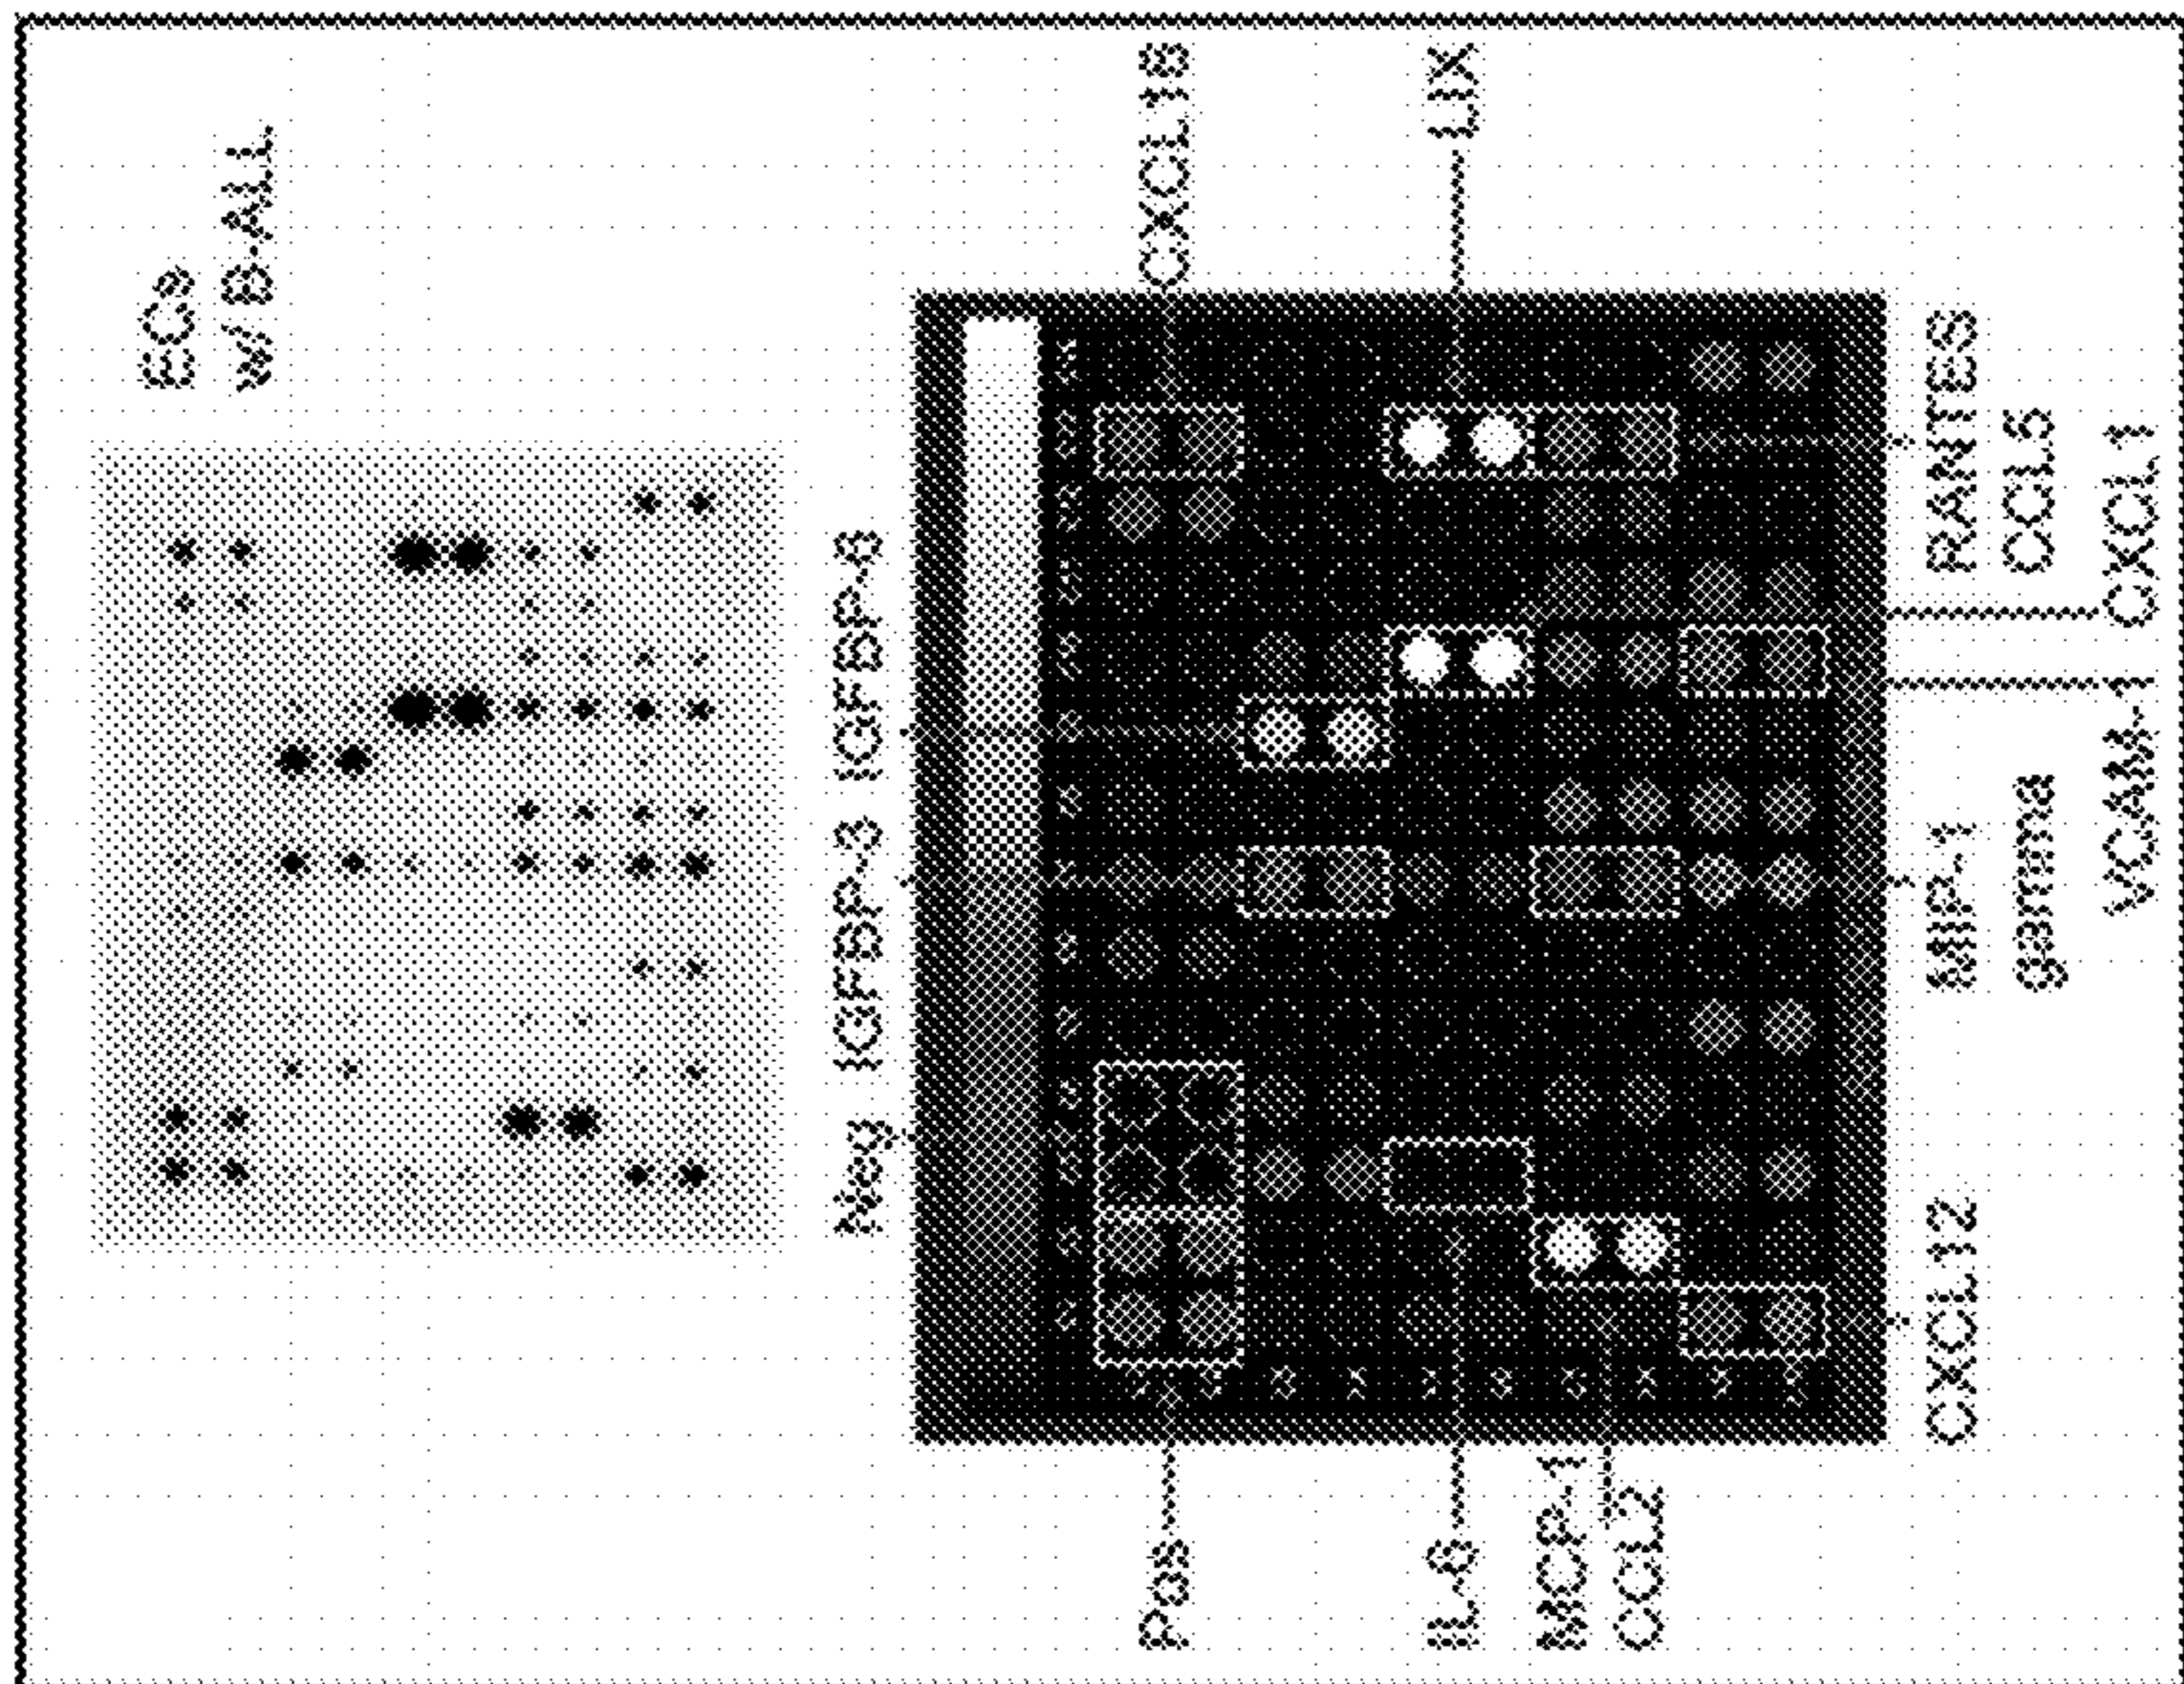 ECs
w/ B-ALL
Neg IGFBP-3 IGFBP-6
Pos
CXCL16
IL-6
LIX
MCP-1
CCL2
CXCL12
MIP-1
gamma
RANTES
CCL5
VCAM-1
CXCL1